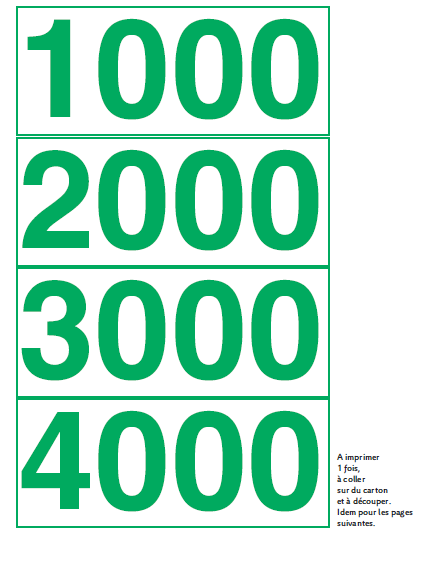 1000
2000
3000
4000
A imprimer
1 fois,
à coller
sur du carton
et à découper.
Idem pour les pages
suivantes.